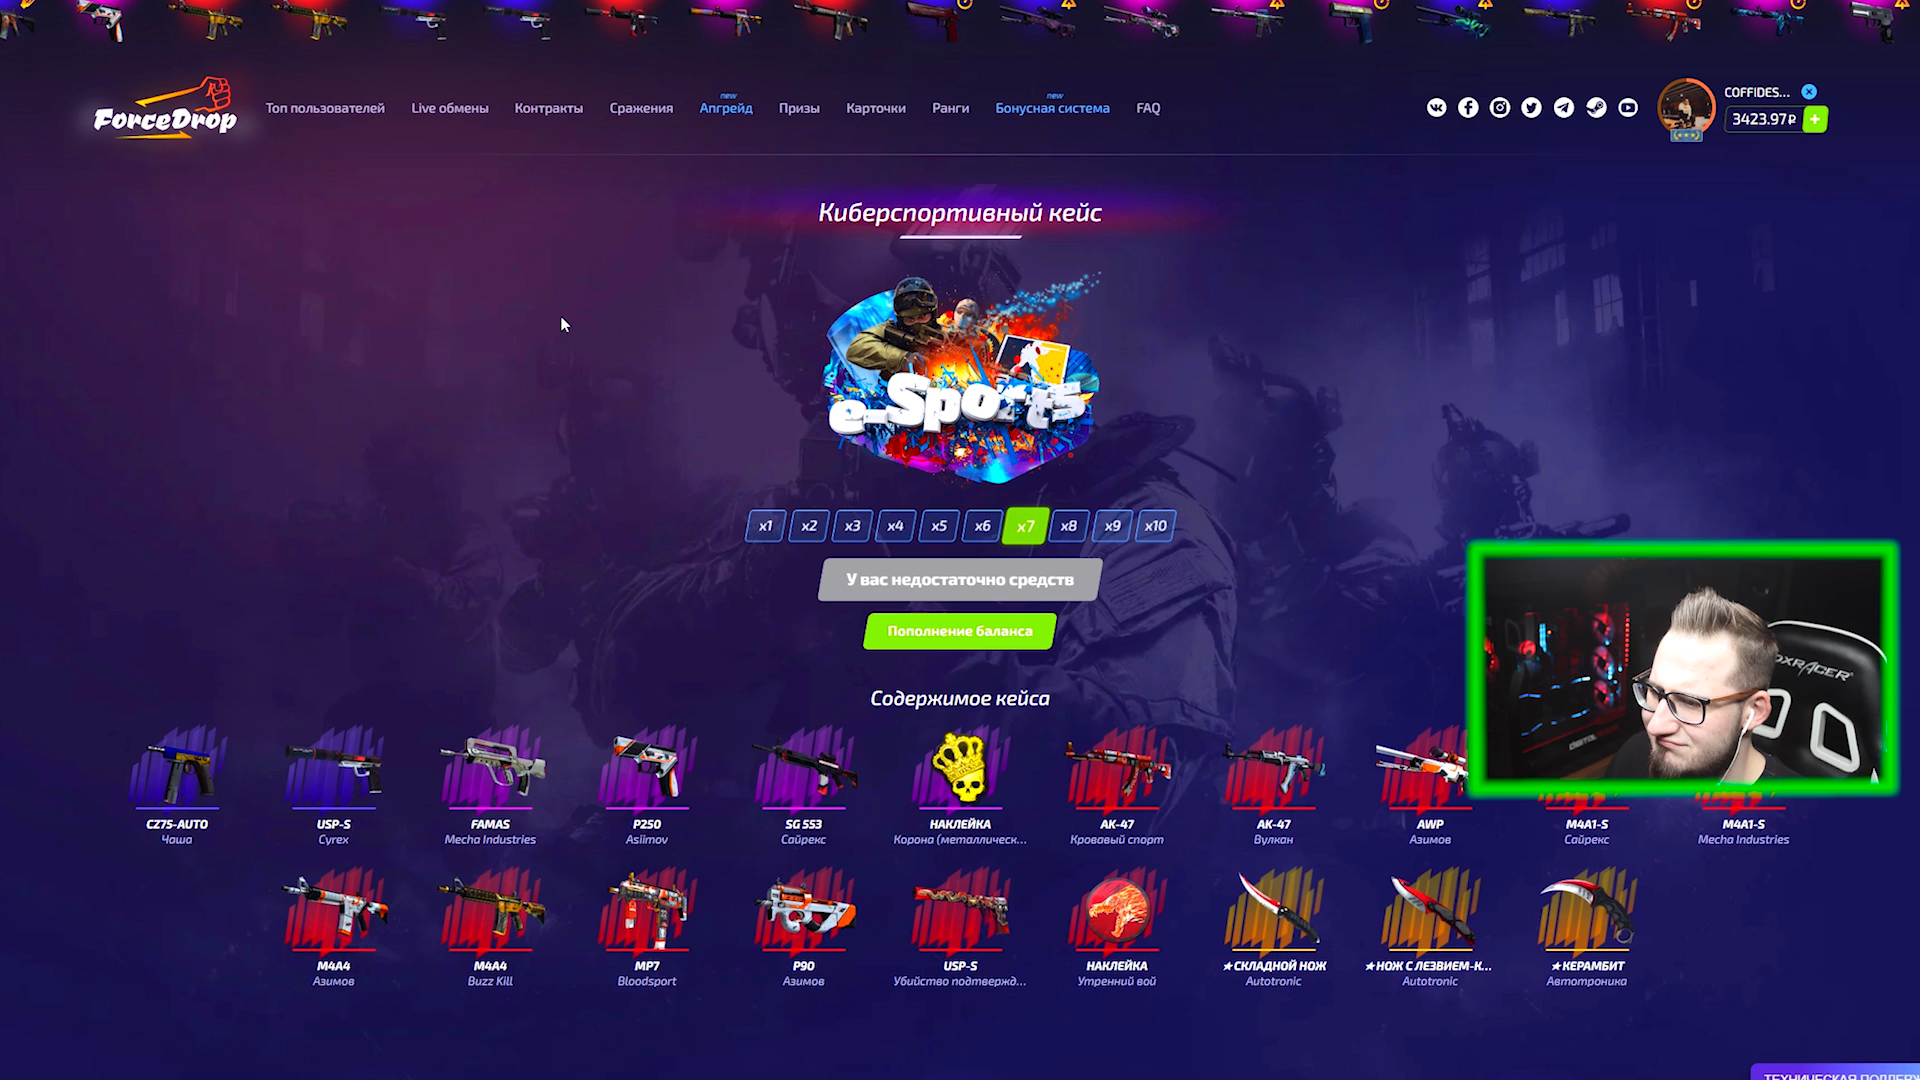 ForceDrop
Топ пользователей
Live обмены
Контракты
Сражения
new
Апгрейд
Призы
Карточки
Ранги
new
Бонусная система
FAQ
COFFIDES...
3423.97₽
+
Киберспортивный кейс
e-Sports
x1 x2 x3 x4 x5 x6 x7 x8 x9 x10
У вас недостаточно средств
Пополнение баланса
Содержимое кейса
CZ75-AUTO
Чаша
USP-S
Cyrex
FAMAS
Mecha Industries
P250
Asiimov
SG 553
Сайрекс
НАКЛЕЙКА
Корона (металлическ...
AK-47
Кровавый спорт
AK-47
Вулкан
AWP
Азимов
M4A1-S
Сайрекс
M4A1-S
Mecha Industries
M4A4
Азимов
M4A4
Buzz Kill
MP7
Bloodsport
P90
Азимов
USP-S
Убийство подтвержд...
НАКЛЕЙКА
Утренний вой
★ СКЛАДНОЙ НОЖ
Autotronic
★ НОЖ С ЛЕЗВИЕМ-К...
Autotronic
★ КЕРАМБИТ
Автотроника
DXRACER
ТЕХНИЧЕСКАЯ